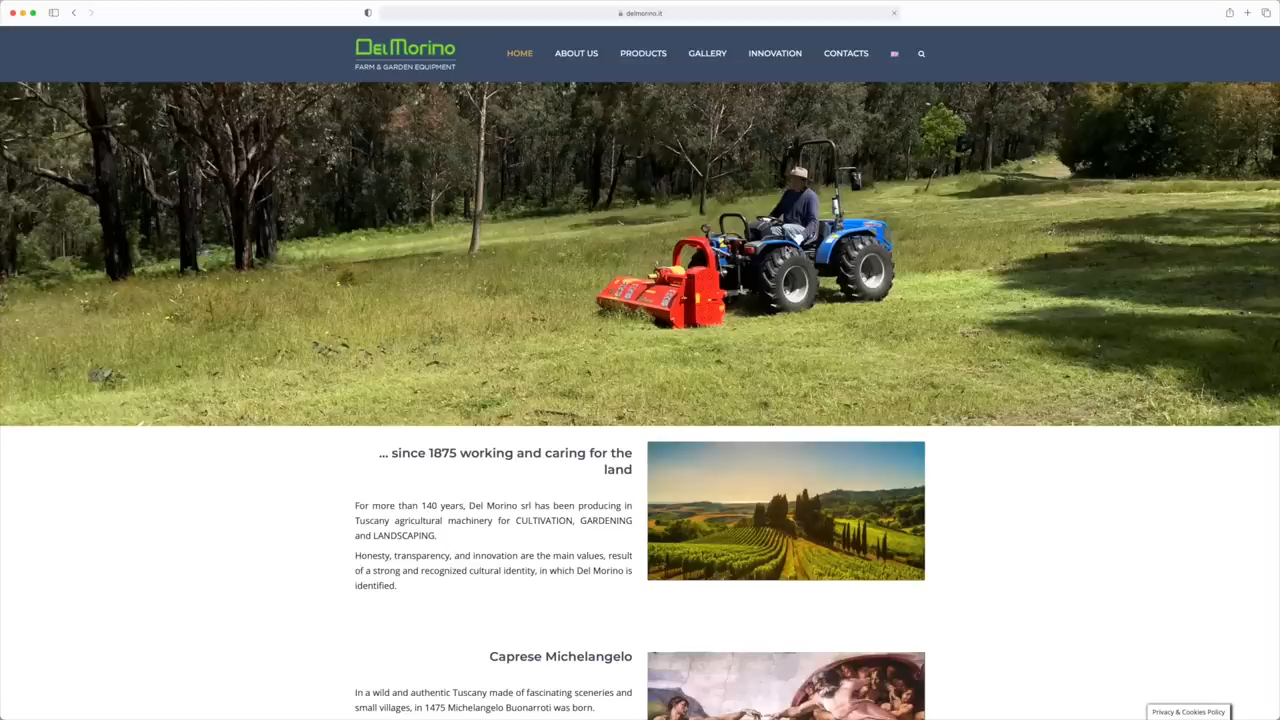 delmorino.it
DelMorino
FARM & GARDEN EQUIPMENT
HOME
ABOUT US
PRODUCTS
GALLERY
INNOVATION
CONTACTS
... since 1875 working and caring for the
land
For more than 140 years, Del Morino srl has been producing in
Tuscany agricultural machinery for CULTIVATION, GARDENING
and LANDSCAPING.
Honesty, transparency, and innovation are the main values, result
of a strong and recognized cultural identity, in which Del Morino is
identified.
Caprese Michelangelo
In a wild and authentic Tuscany made of fascinating sceneries and
small villages, in 1475 Michelangelo Buonarroti was born.
Privacy & Cookies Policy